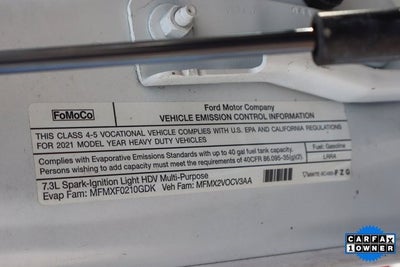 FoMoCo
Ford Motor Company
VEHICLE EMISSION CONTROL INFORMATION
THIS CLASS 4-5 VOCATIONAL VEHICLE COMPLIES WITH U.S. EPA AND CALIFORNIA REGULATIONS
FOR 2021 MODEL YEAR HEAVY DUTY VEHICLES
Complies with Evaporative Emissions Standards with up to 40 gal fuel tank capacity.
Persons wishing to add capacity must meet the requirements of 40CFR 86.095-35(g)(2).
Fuel: Gasoline
LRRA
7.3L Spark-Ignition Light HDV Multi-Purpose
Evap Fam: MFMXF0210GDK Veh Fam: MFMX2VOCV3AA
CARFAX
1 OWNER